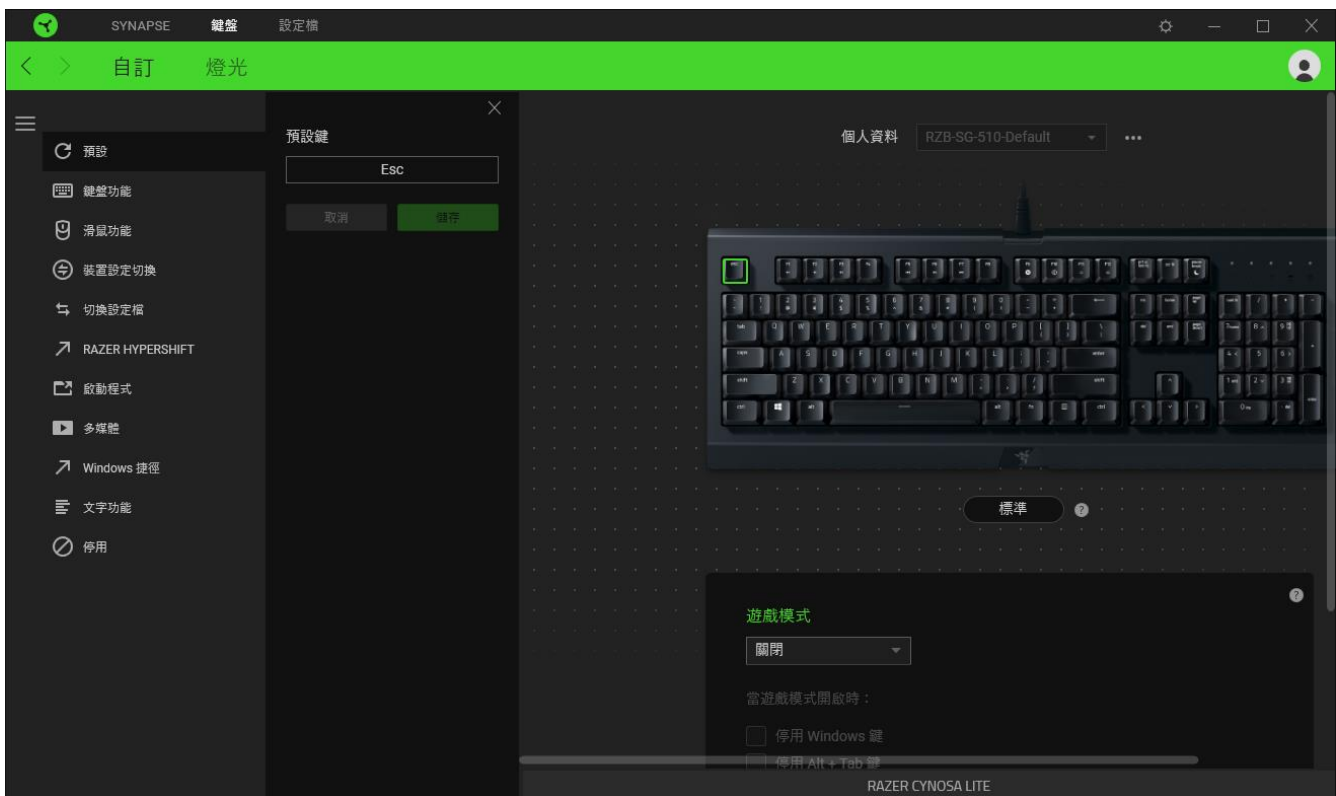 SYNAPSE 鍵盤 設定檔
自訂 燈光
預設
鍵盤功能
滑鼠功能
裝置設定切換
切換設定檔
RAZER HYPERSHIFT
啟動程式
多媒體
Windows 捷徑
文字功能
停用
預設鍵
Esc
取消 儲存
個人資料 RZB-SG-510-Default
標準
遊戲模式
關閉
當遊戲模式開啟時：
停用 Windows 鍵
停用 Alt + Tab 鍵
RAZER CYNOSA LITE